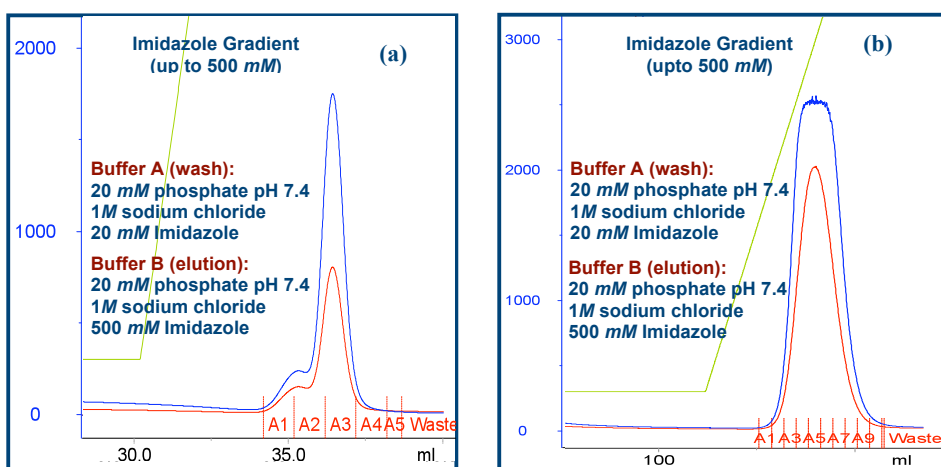 2000
Imidazole Gradient
(up to 500 mM)
(a)
Buffer A (wash):
20 mM phosphate pH 7.4
1M sodium chloride
20 mM Imidazole
1000
Buffer B (elution):
20 mM phosphate pH 7.4
1M sodium chloride
500 mM Imidazole
0
A1 A2 A3 A4 A5 Waste
30.0 35.0 ml
3000
Imidazole Gradient
(upto 500 mM)
(b)
2000
Buffer A (wash):
20 mM phosphate pH 7.4
1M sodium chloride
20 mM Imidazole
Buffer B (elution):
1000
20 mM phosphate pH 7.4
1M sodium chloride
500 mM Imidazole
0
A1 A3 A5 A7 A9 Waste
100 ml